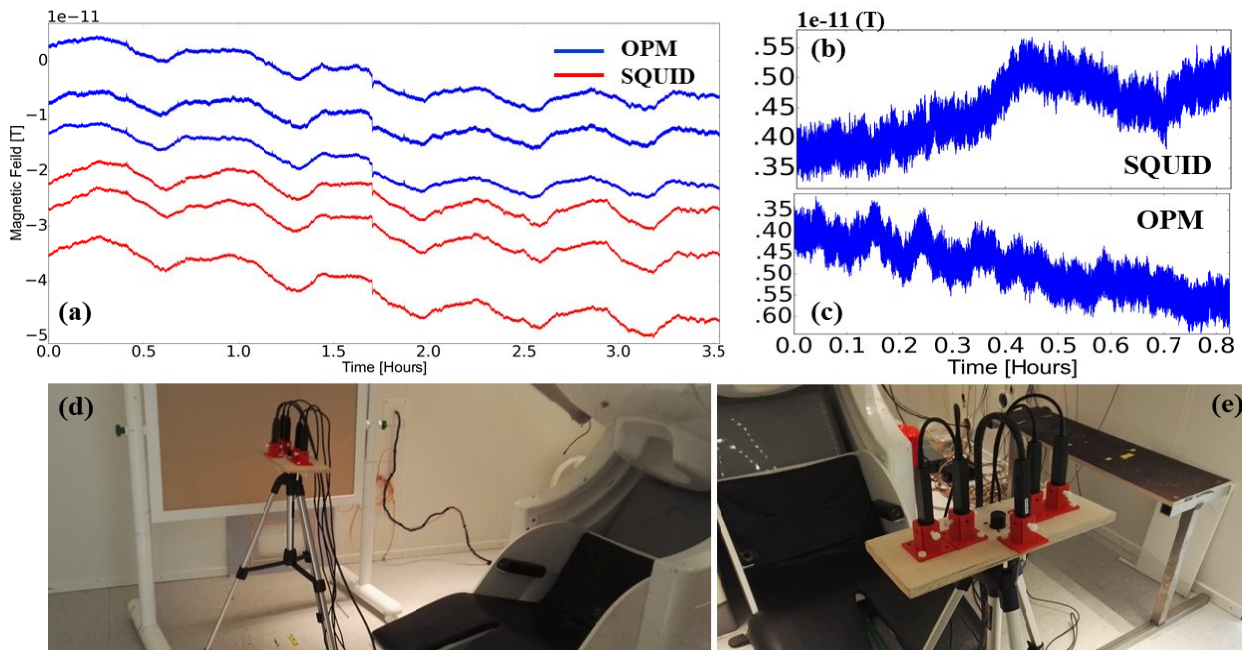 1e-11
0
−1
−2
−3
−4
−5
Magnetic Feild [T]
OPM
SQUID
(a)
0.0 0.5 1.0 1.5 2.0 2.5 3.0 3.5
Time [Hours]
1e-11 (T)
(b)
.55
.50
.45
.40
.35
SQUID
.35
.40
.45
.50
.55
.60
OPM
(c)
0.0 0.1 0.2 0.3 0.4 0.5 0.6 0.7 0.8
Time [Hours]
(d)
(e)